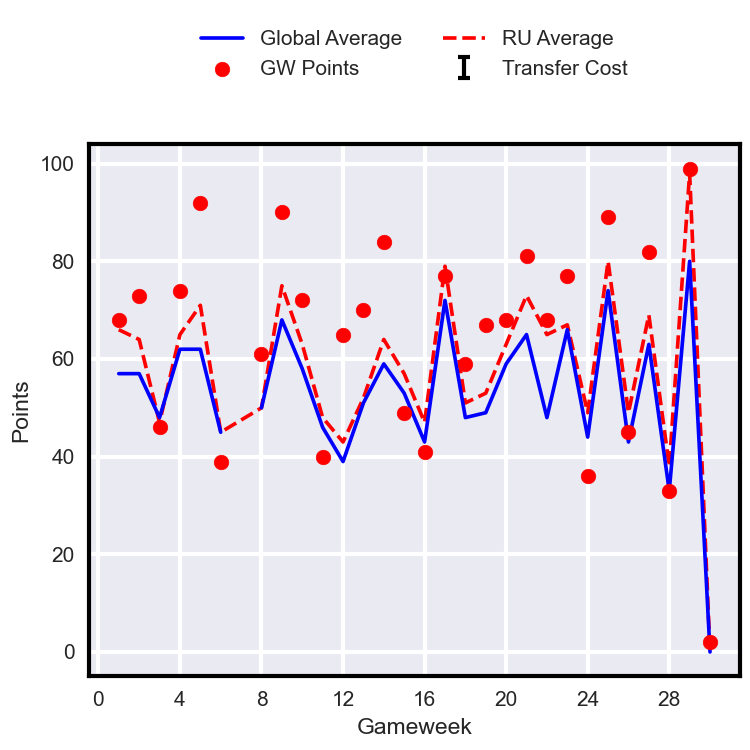 Global Average
RU Average
GW Points
Transfer Cost
100
80
60
40
20
0
Points
0 4 8 12 16 20 24 28
Gameweek